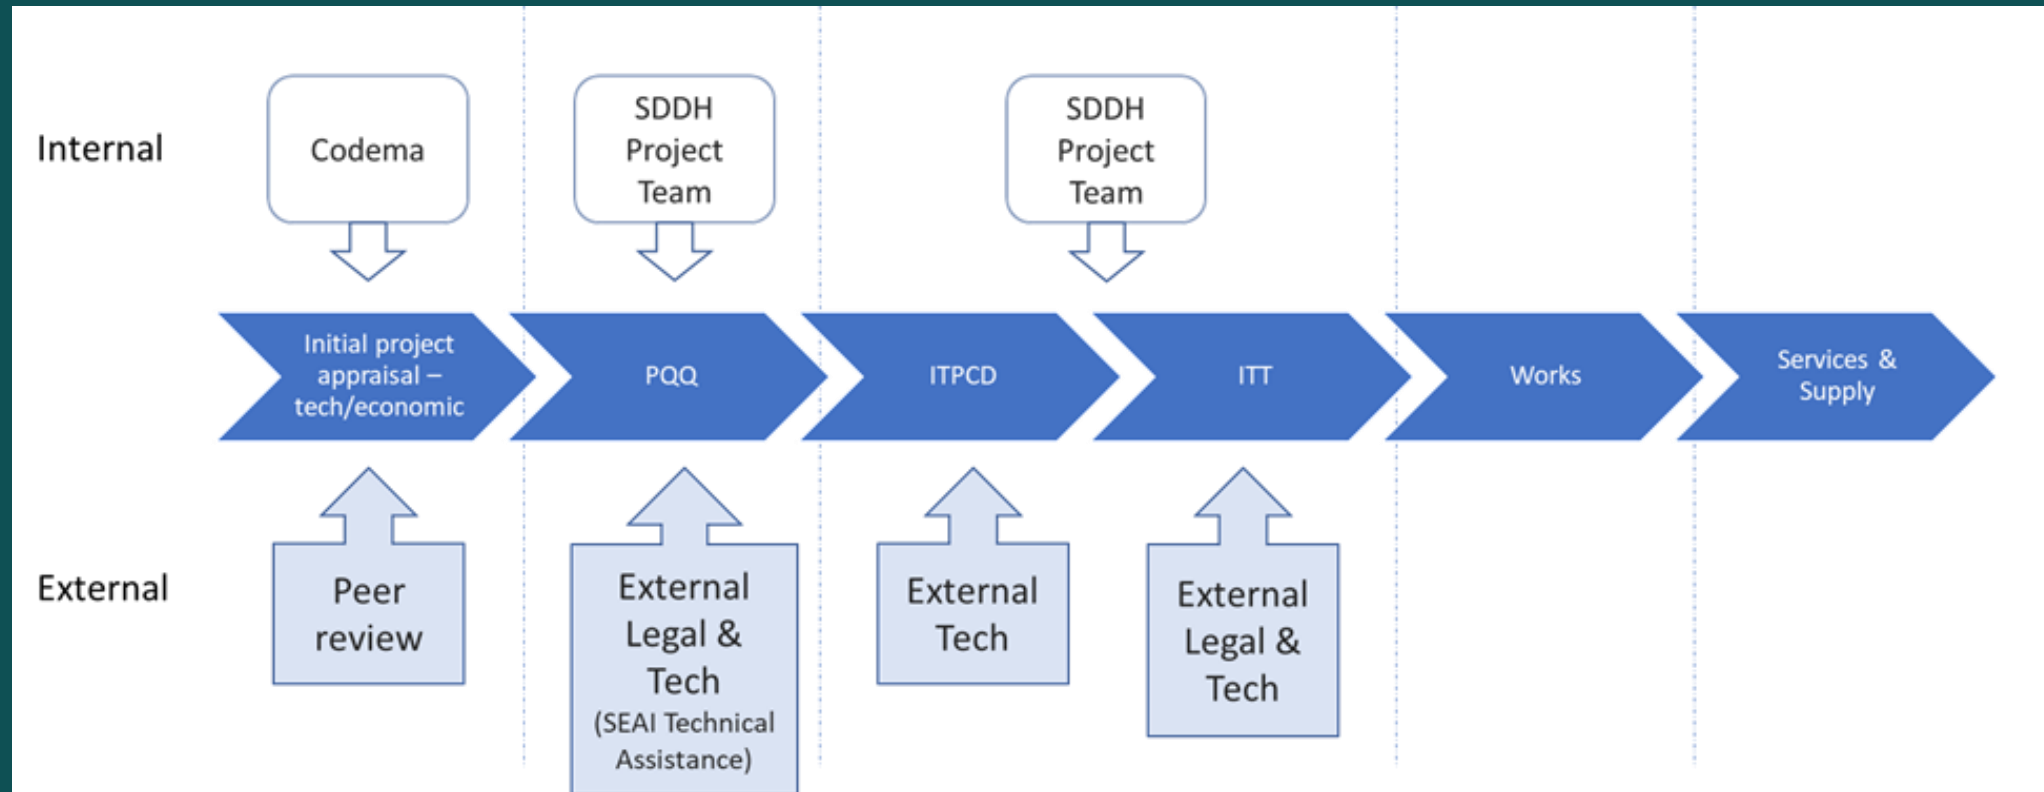 Internal
Codema
SDDH
Project
Team
SDDH
Project
Team
Initial project
appraisal –
tech/economic
PQQ
ITPCD
ITT
Works
Services &
Supply
External
Peer
review
External
Legal &
Tech
(SEAI Technical
Assistance)
External
Tech
External
Legal &
Tech